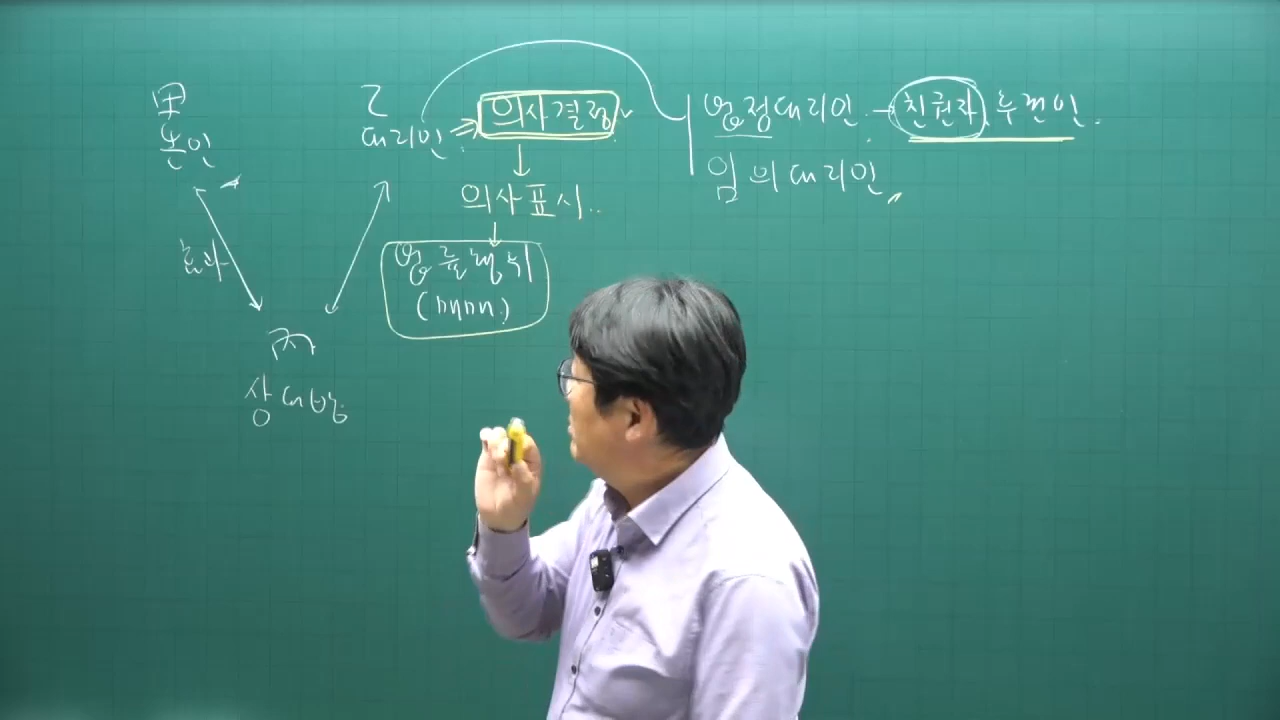 甲
본인
乙
대리인
의사결정
의사표시..
법률행위
(매매)
법정대리인 - 친권자, 후견인.
임의대리인
효과
丙
상대방